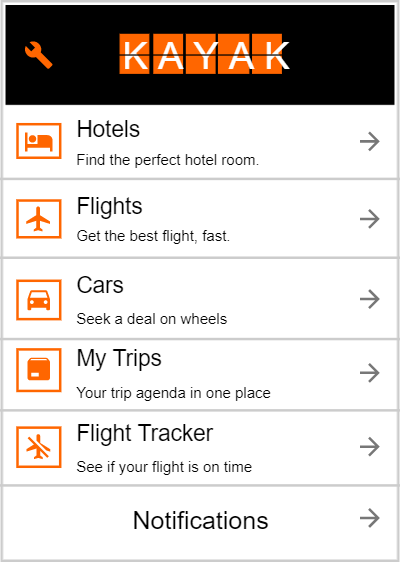 KAYAK
Hotels
Find the perfect hotel room.
Flights
Get the best flight, fast.
Cars
Seek a deal on wheels
My Trips
Your trip agenda in one place
Flight Tracker
See if your flight is on time
Notifications